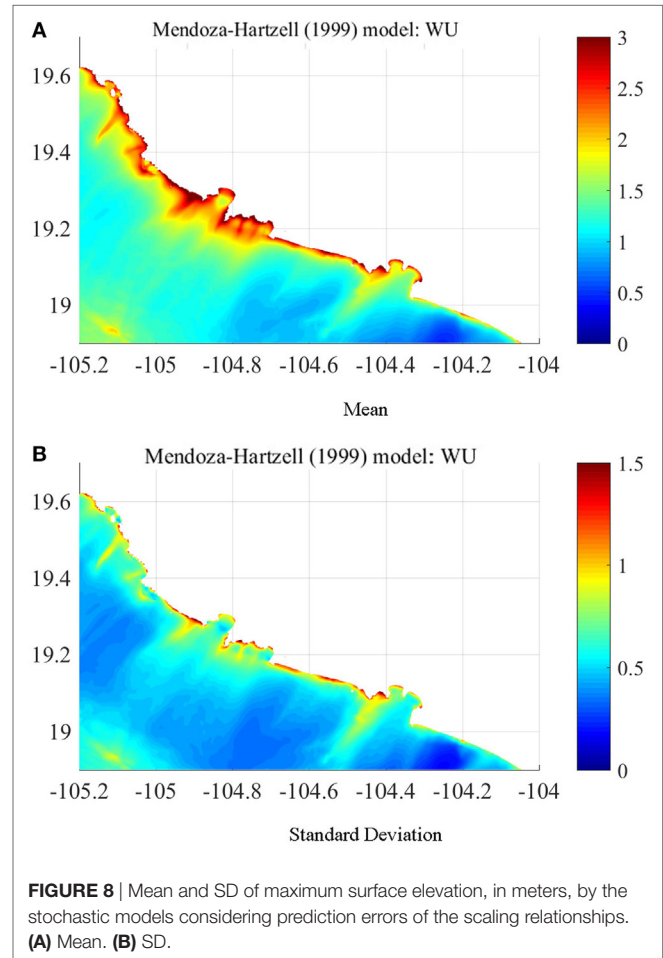 A
Mendoza-Hartzell (1999) model: WU
3
2.5
2
1.5
1
0.5
0
19.6
19.4
19.2
19
-105.2 -105 -104.8 -104.6 -104.4 -104.2 -104
Mean
B
Mendoza-Hartzell (1999) model: WU
1.5
1
0.5
0
19.6
19.4
19.2
19
-105.2 -105 -104.8 -104.6 -104.4 -104.2 -104
Standard Deviation
FIGURE 8 | Mean and SD of maximum surface elevation, in meters, by the
stochastic models considering prediction errors of the scaling relationships.
(A) Mean. (B) SD.